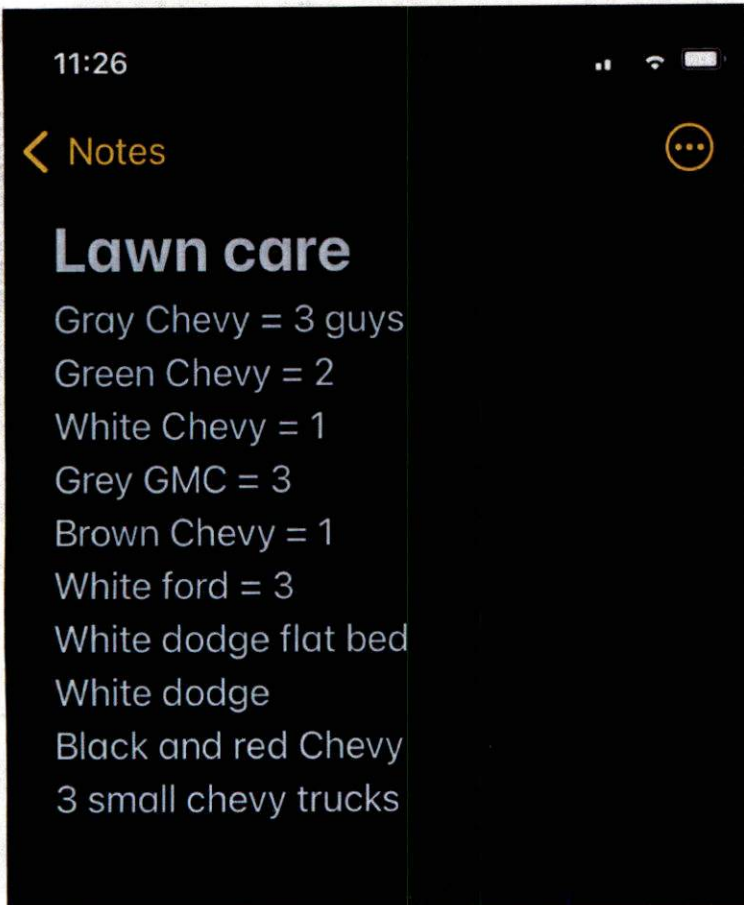 11:26
Notes
Lawn care
Gray Chevy = 3 guys
Green Chevy = 2
White Chevy = 1
Grey GMC = 3
Brown Chevy = 1
White ford = 3
White dodge flat bed
White dodge
Black and red Chevy
3 small chevy trucks